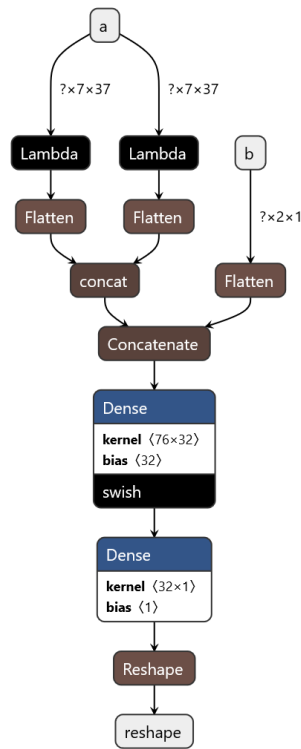 a
?×7×37
?×7×37
Lambda
Lambda
b
Flatten
Flatten
?×2×1
concat
Flatten
Concatenate
Dense
kernel 〈76×32〉
bias 〈32〉
swish
Dense
kernel 〈32×1〉
bias 〈1〉
Reshape
reshape